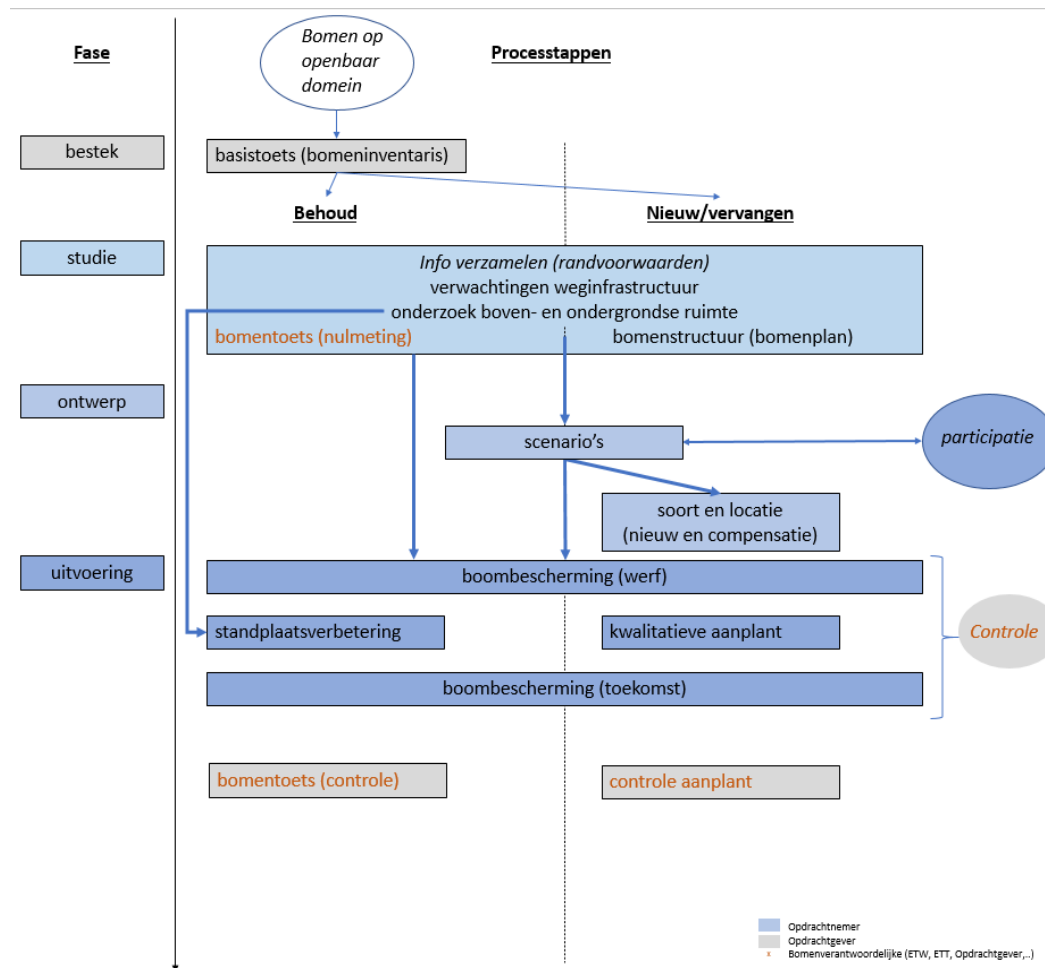 Fase
Bomen op
openbaar
domein
Processtappen
bestek
basistoets (bomeninventaris)
Behoud
Nieuw/vervangen
studie
Info verzamelen (randvoorwaarden)
verwachtingen weginfrastructuur
onderzoek boven- en ondergrondse ruimte
bomentoets (nulmeting)
bomenstructuur (bomenplan)
ontwerp
scenario's
participatie
soort en locatie
(nieuw en compensatie)
uitvoering
boombescherming (werf)
standplaatsverbetering
kwalitatieve aanplant
Controle
boombescherming (toekomst)
bomentoets (controle)
controle aanplant
Opdrachtnemer
Opdrachtgever
x Bomenverantwoordelijke (ETW, ETT, Opdrachtgever,..)